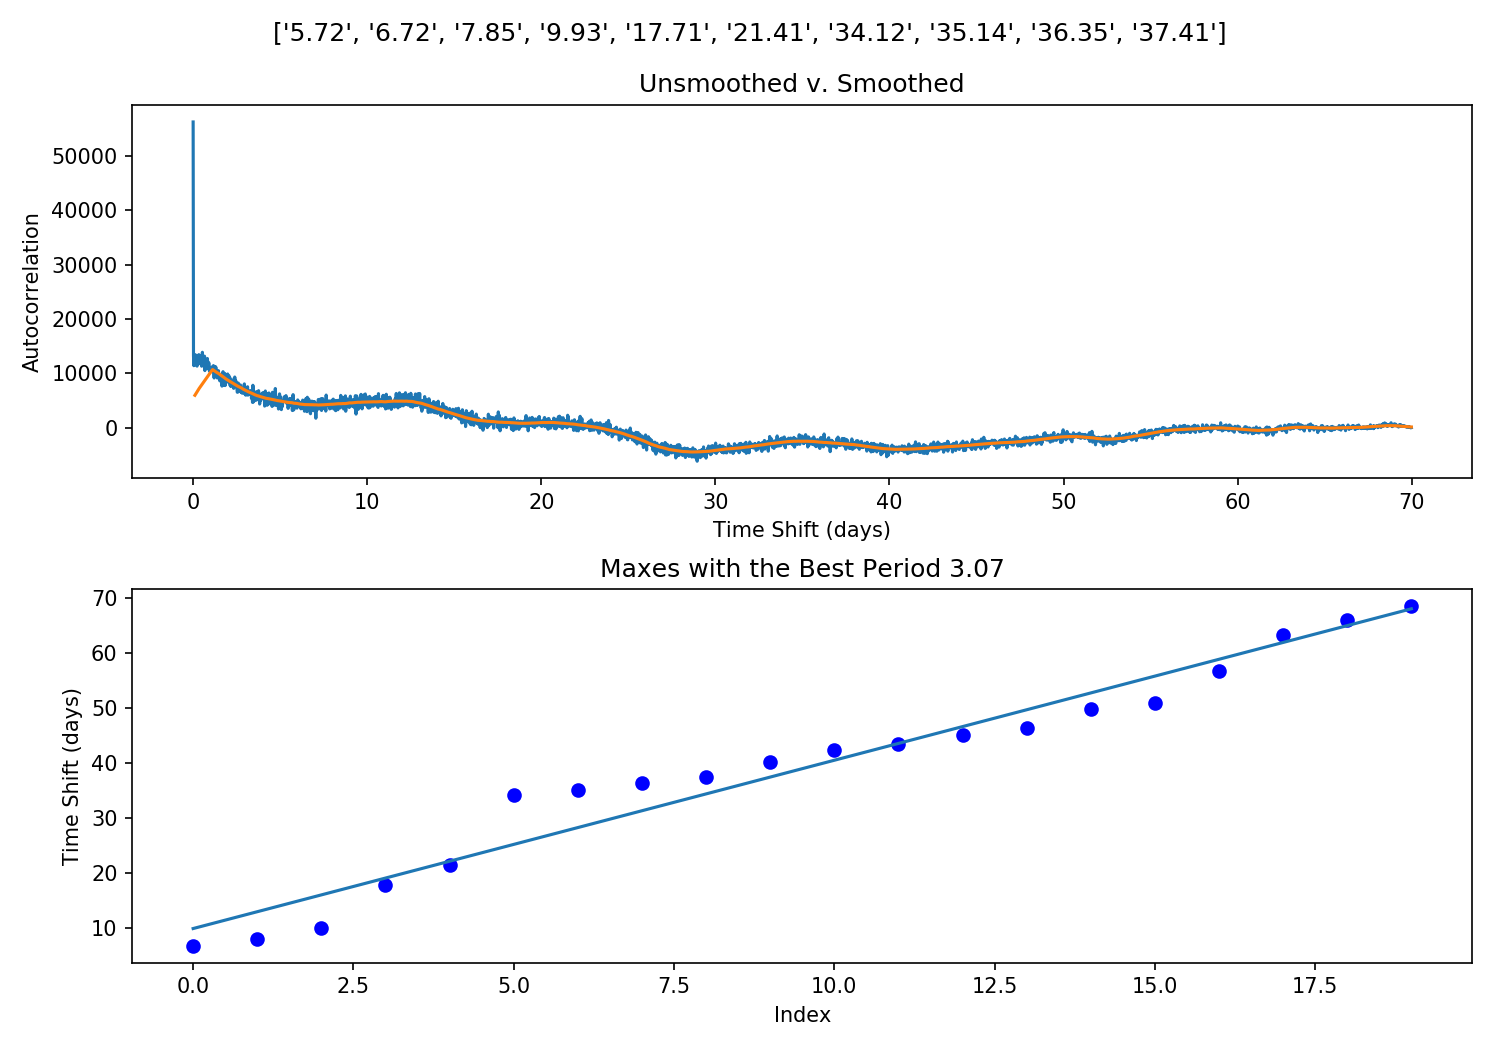 ['5.72', '6.72', '7.85', '9.93', '17.71', '21.41', '34.12', '35.14', '36.35', '37.41']
Unsmoothed v. Smoothed
50000
40000
30000
20000
10000
0
Autocorrelation
0 10 20 30 40 50 60 70
Time Shift (days)
Maxes with the Best Period 3.07
70
60
50
40
30
20
10
Time Shift (days)
0.0 2.5 5.0 7.5 10.0 12.5 15.0 17.5
Index